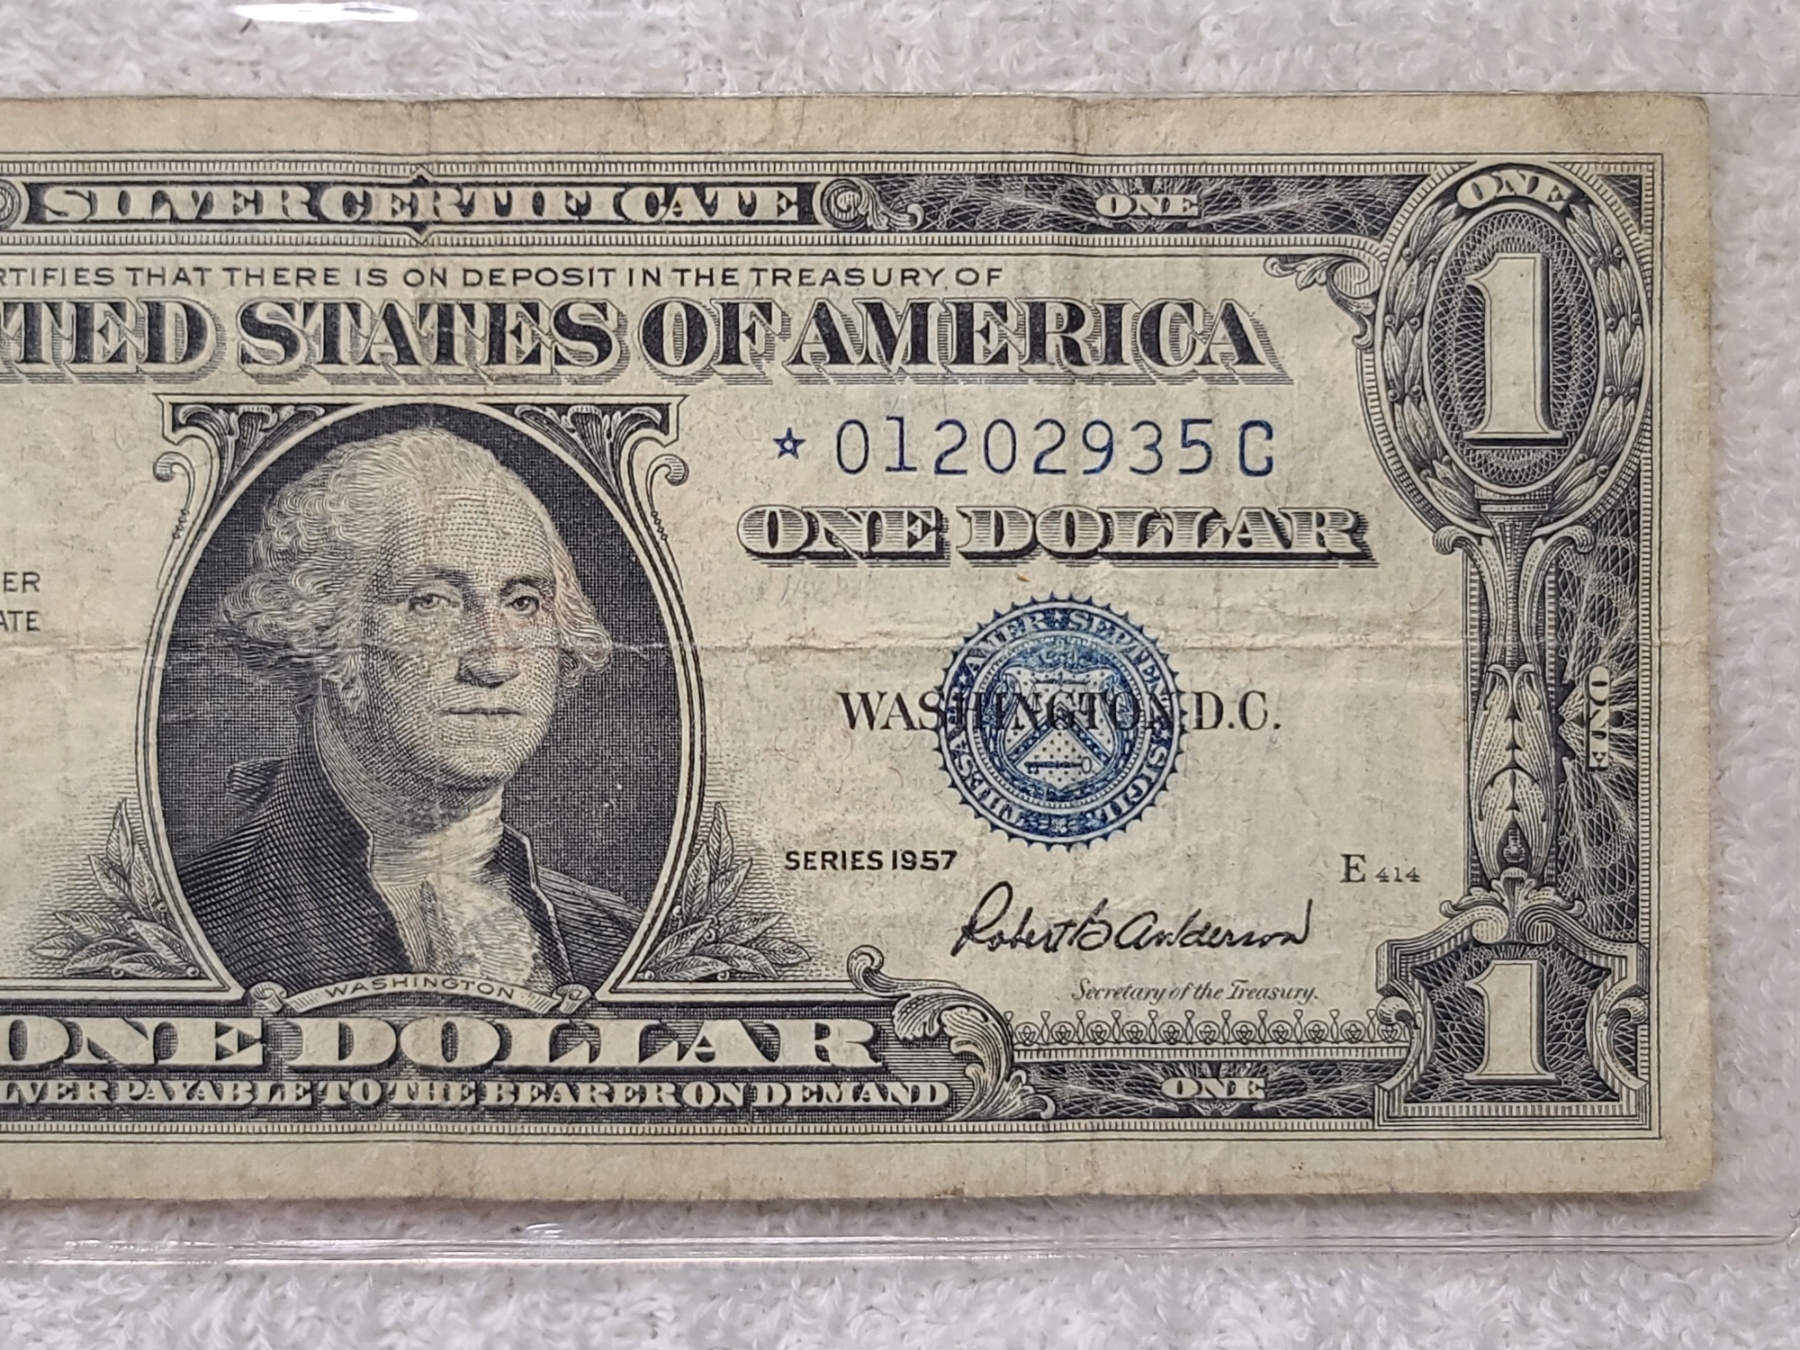 SILVER CERTIFICATE
ONE
ONE
1
RTIFIES THAT THERE IS ON DEPOSIT IN THE TREASURY OF
TED STATES OF AMERICA
☆ 01202935 C
ONE DOLLAR
ER
ATE
WASHINGTON, D.C.
ONE
SERIES 1957
E 414
Robert B Anderson
Secretary of the Treasury.
WASHINGTON
ONE DOLLAR
1
LVER PAYABLE TO THE BEARER ON DEMAND
ONE